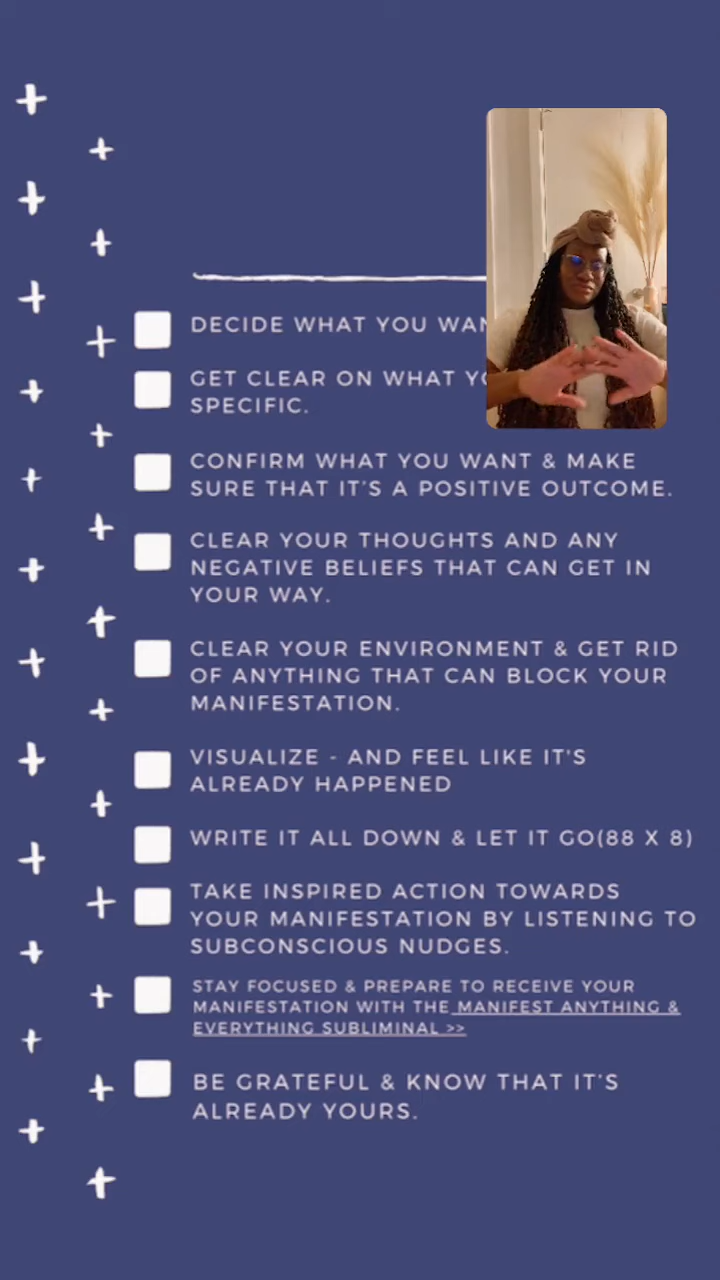 DECIDE WHAT YOU
GET CLEAR ON WHAT
SPECIFIC.
CONFIRM WHAT YOU WANT & MAKE
SURE THAT IT'S A POSITIVE OUTCOME.
CLEAR YOUR THOUGHTS AND ANY
NEGATIVE BELIEFS THAT CAN GET IN
YOUR WAY.
CLEAR YOUR ENVIRONMENT & GET RID
OF ANYTHING THAT CAN BLOCK YOUR
MANIFESTATION.
VISUALIZE - AND FEEL LIKE IT'S
ALREADY HAPPENED
WRITE IT ALL DOWN & LET IT GO(88 X 8)
TAKE INSPIRED ACTION TOWARDS
YOUR MANIFESTATION BY LISTENING TO
SUBCONSCIOUS NUDGES.
STAY FOCUSED & PREPARE TO RECEIVE YOUR
MANIFESTATION WITH THE MANIFEST ANYTHING &
EVERYTHING SUBLIMINAL >>
BE GRATEFUL & KNOW THAT IT'S
ALREADY YOURS.